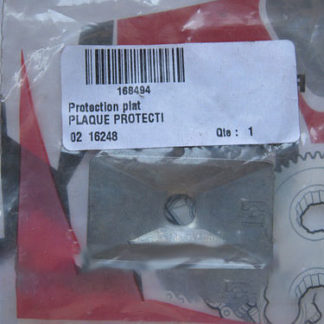 168494
Protection plat
PLAQUE PROTECTI
02 16248 Qte : 1